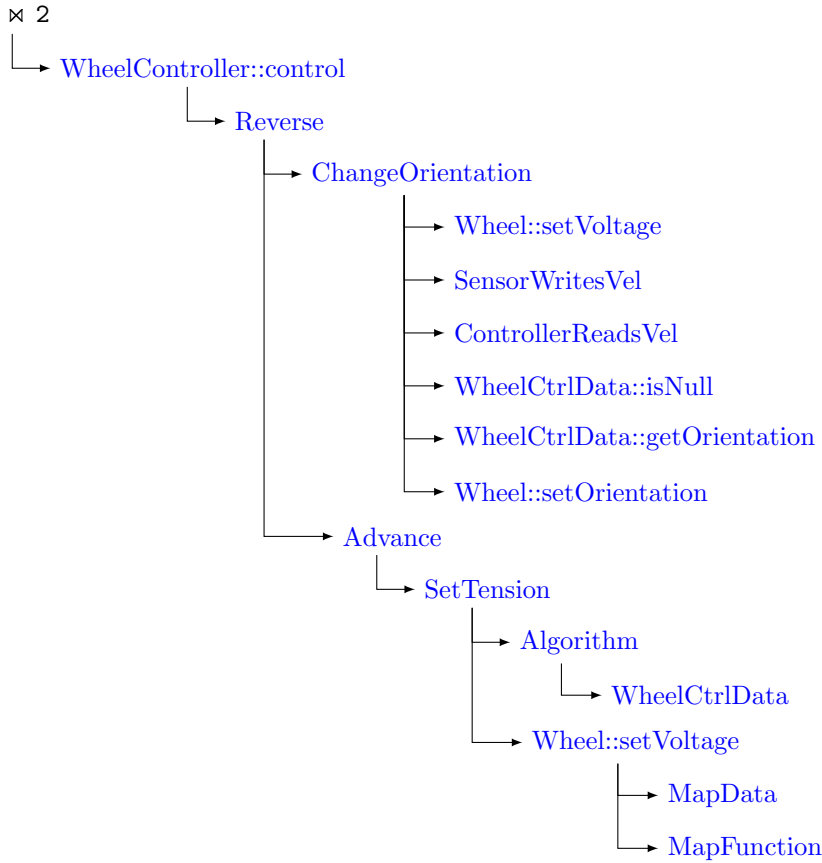 ⋈ 2
WheelController::control
Reverse
ChangeOrientation
Wheel::setVoltage
SensorWritesVel
ControllerReadsVel
WheelCtrlData::isNull
WheelCtrlData::getOrientation
Wheel::setOrientation
Advance
SetTension
Algorithm
WheelCtrlData
Wheel::setVoltage
MapData
MapFunction